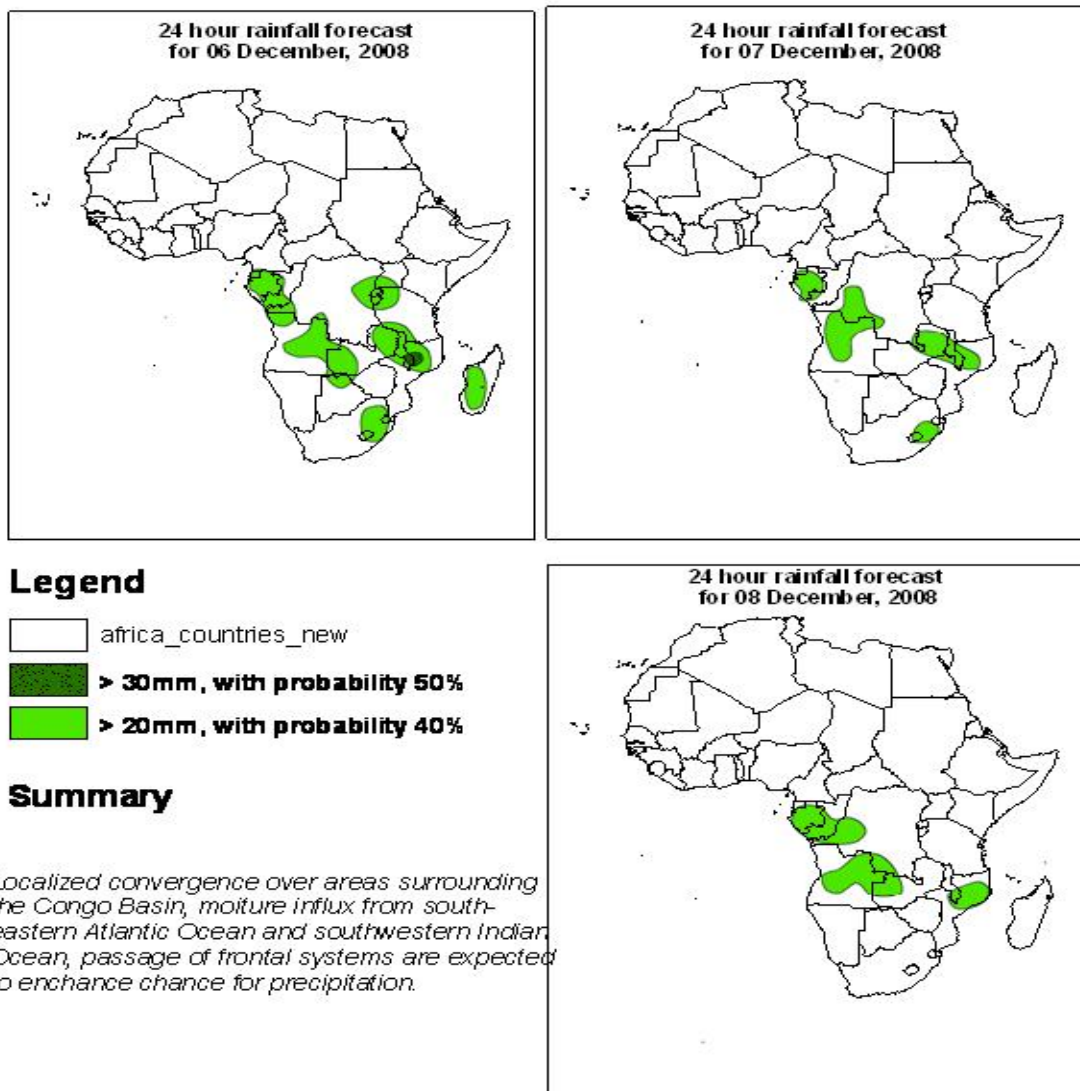 24 hour rainfall forecast
for 06 December, 2008
24 hour rainfall forecast
for 07 December, 2008
Legend
africa_countries_new
> 30mm, with probability 50%
> 20mm, with probability 40%
Summary
Localized convergence over areas surrounding
he Congo Basin, moiture influx from south-
eastern Atlantic Ocean and southwestern Indian
Ocean, passage of frontal systems are expected
o enchance chance for precipitation.
24 hour rainfall forecast
for 08 December, 2008